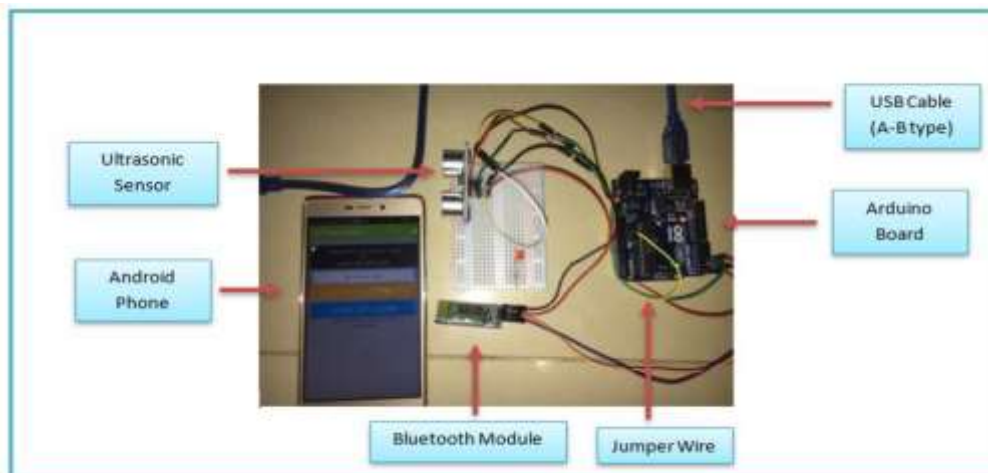 USB Cable
(A-B type)
Ultrasonic
Sensor
Arduino
Board
Android
Phone
Bluetooth Module
Jumper Wire